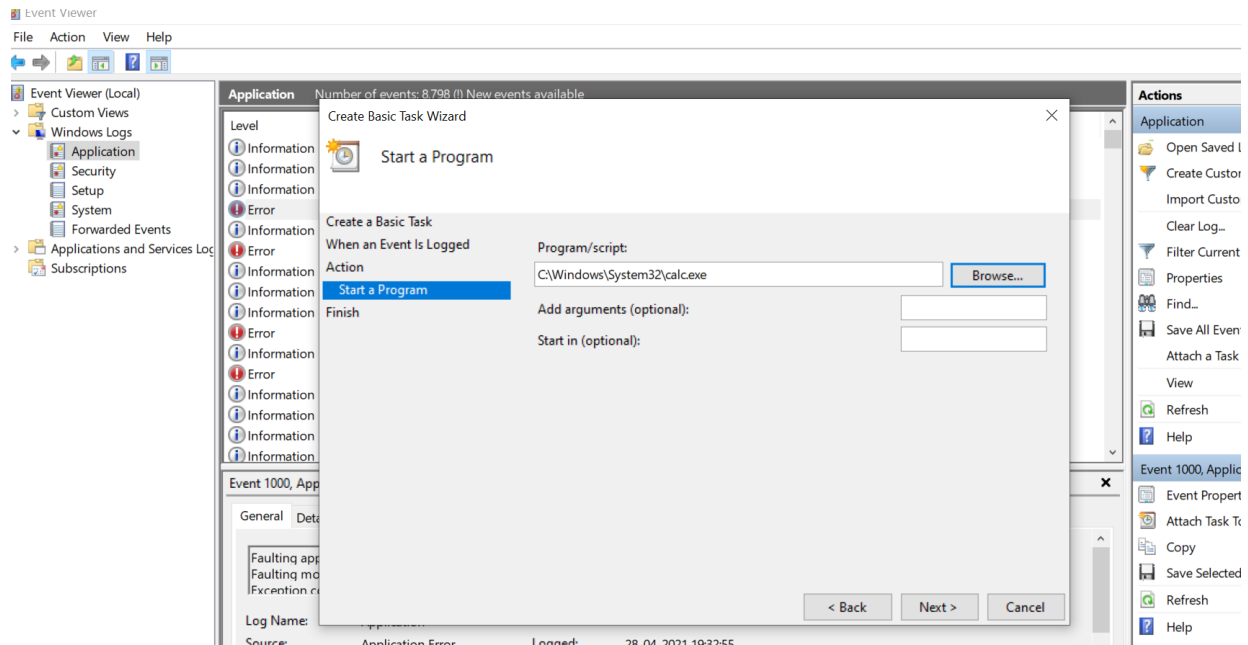 Event Viewer
File Action View Help
Event Viewer (Local)
Custom Views
Windows Logs
Application
Security
Setup
System
Forwarded Events
Applications and Services Log
Subscriptions
Application Number of events: 8.798 (!) New events available
Level
Information
Information
Information
Error
Information
Error
Information
Information
Information
Error
Information
Error
Information
Information
Information
Information
Event 1000, App
General Deta
Faulting app
Faulting mo
Exception co
Log Name: Application
Source: Application Error Logged: 28.04.2021 19:32:55
Create Basic Task Wizard
Start a Program
Create a Basic Task
When an Event Is Logged
Action
Start a Program
Finish
Program/script:
C:\Windows\System32\calc.exe Browse...
Add arguments (optional):
Start in (optional):
< Back Next > Cancel
Actions
Application
Open Saved L
Create Custor
Import Custo
Clear Log...
Filter Current
Properties
Find...
Save All Even
Attach a Task
View
Refresh
Help
Event 1000, Applic
Event Propert
Attach Task To
Copy
Save Selected
Refresh
Help